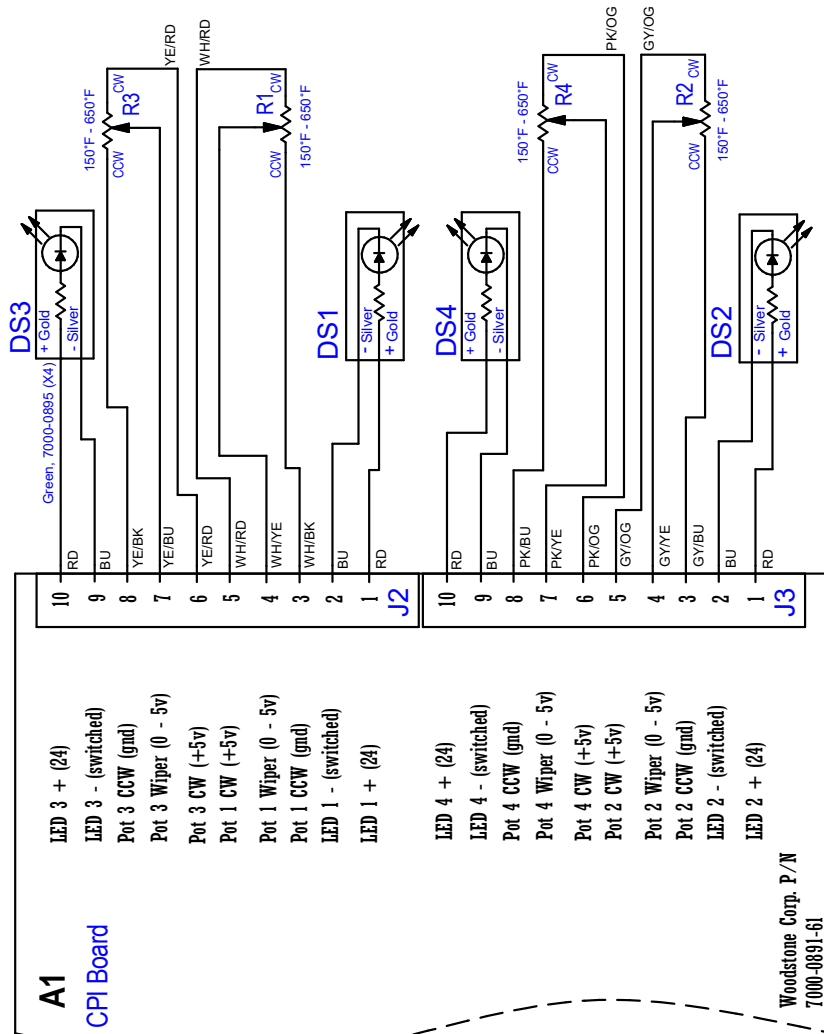 DS3
+ Gold
- Silver
Green, 7000-0895 (X4)
150°F - 650°F
CCW
CW
R3
YE/RD
WH/RD
R1
CW
CCW
150°F - 650°F
DS1
- Silver
+ Gold
DS4
+ Gold
- Silver
150°F - 650°F
CCW
CW
R4
PK/OG
GY/OG
R2
CW
CCW
150°F - 650°F
DS2
- Silver
+ Gold
RD
BU
YE/BK
YE/BU
YE/RD
WH/RD
WH/YE
WH/BK
BU
RD
RD
BU
PK/BU
PK/YE
PK/OG
GY/OG
GY/YE
GY/BU
BU
RD
10
9
8
7
6
5
4
3
2
1
J2
10
9
8
7
6
5
4
3
2
1
J3
LED 3 + (24)
LED 3 - (switched)
Pot 3 CCW (gnd)
Pot 3 Wiper (0 - 5v)
Pot 3 CW (+5v)
Pot 1 CW (+5v)
Pot 1 Wiper (0 - 5v)
Pot 1 CCW (gnd)
LED 1 - (switched)
LED 1 + (24)
LED 4 + (24)
LED 4 - (switched)
Pot 4 CCW (gnd)
Pot 4 Wiper (0 - 5v)
Pot 4 CW (+5v)
Pot 2 CW (+5v)
Pot 2 Wiper (0 - 5v)
Pot 2 CCW (gnd)
LED 2 - (switched)
LED 2 + (24)
A1
CPI Board
Woodstone Corp. P/N
7000-0891-61